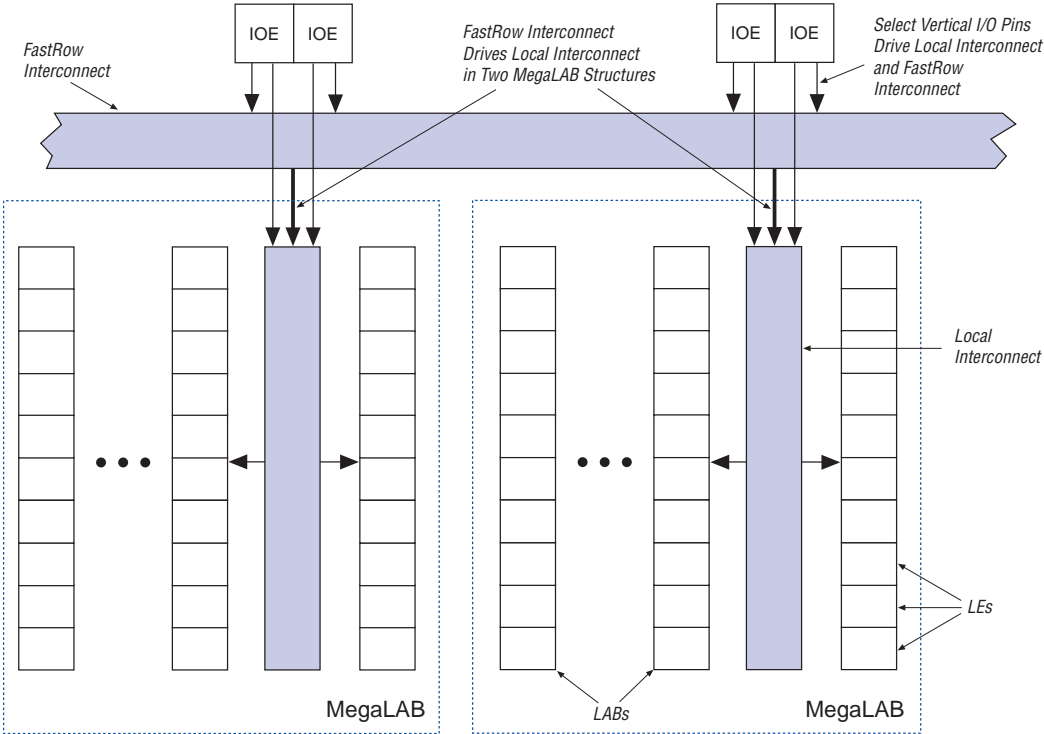 IOE IOE
FastRow
Interconnect
FastRow Interconnect
Drives Local Interconnect
in Two MegaLAB Structures
IOE IOE
Select Vertical I/O Pins
Drive Local Interconnect
and FastRow
Interconnect
Local
Interconnect
LEs
LABs
MegaLAB
MegaLAB